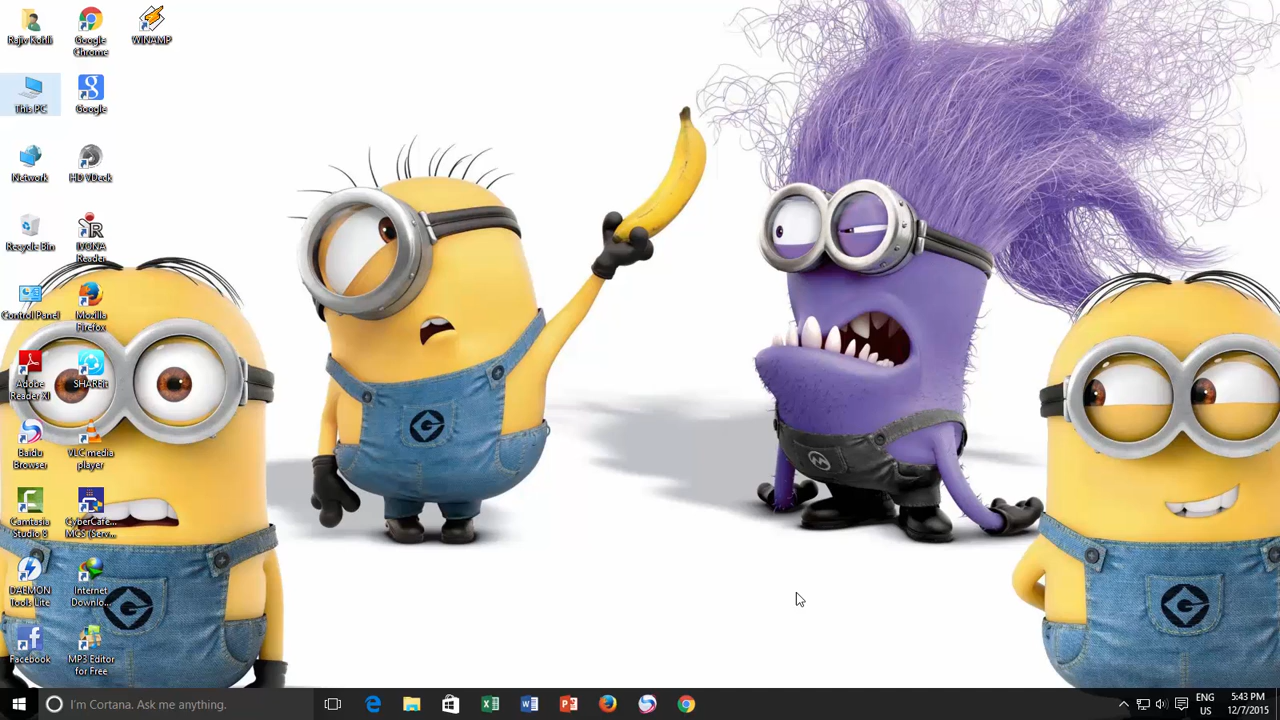 Rajiv Kohli
Google
Chrome
WINAMP
This PC
Google
Network
HD VDeck
Recycle Bin
IVONA
Reader
Control Panel
Mozilla
Firefox
Adobe
Reader XI
SHAREit
Baidu
Browser
VLC media
player
Camtasia
Studio 8
CyberCafe...
MCS (Serv...
DAEMON
Tools Lite
Internet
Downlo...
Facebook
MP3 Editor
for Free
I'm Cortana. Ask me anything.
ENG
US
5:43 PM
12/7/2015